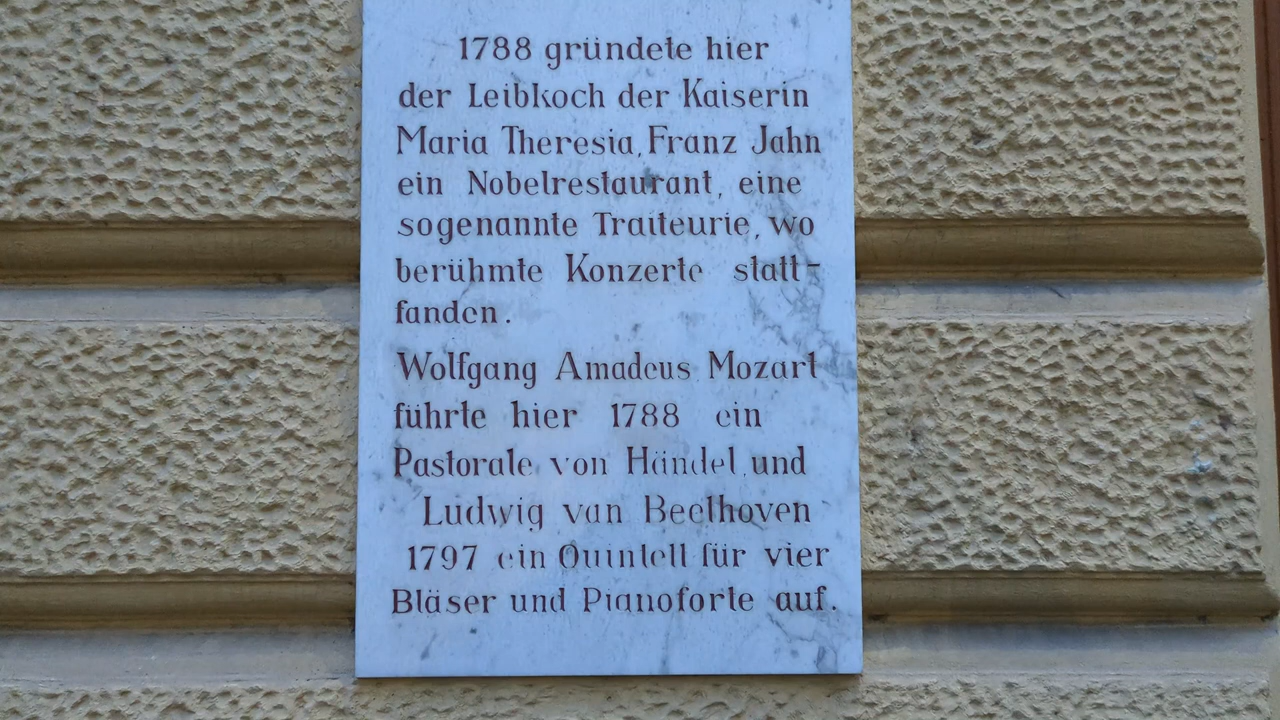 1788 gründete hier
der Leibkoch der Kaiserin
Maria Theresia, Franz Jahn
ein Nobelrestaurant, eine
sogenannte Traiteurie, wo
berühmte Konzerte statt-
fanden.
Wolfgang Amadeus Mozart
führte hier 1788 ein
Pastorale von Händel und
Ludwig van Beethoven
1797 ein Quintett für vier
Bläser und Pianoforte auf.